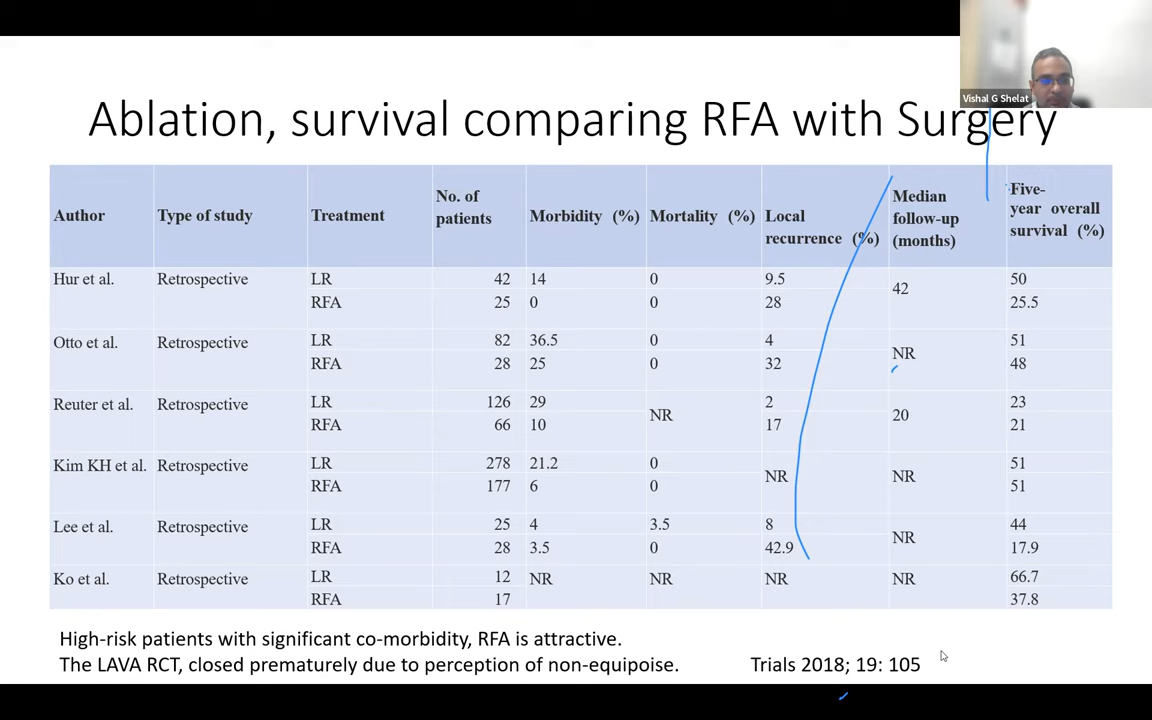 Vishal G Shelat
Ablation, survival comparing RFA with Surgery
Author Type of study Treatment No. of patients Morbidity (%) Mortality (%) Local recurrence (%) Median follow-up (months) Five-year overall survival (%)
Hur et al. Retrospective LR 42 14 0 9.5 42 50
RFA 25 0 0 28 25.5
Otto et al. Retrospective LR 82 36.5 0 4 NR 51
RFA 28 25 0 32 48
Reuter et al. Retrospective LR 126 29 NR 2 20 23
RFA 66 10 17 21
Kim KH et al. Retrospective LR 278 21.2 0 NR NR 51
RFA 177 6 0 51
Lee et al. Retrospective LR 25 4 3.5 8 NR 44
RFA 28 3.5 0 42.9 17.9
Ko et al. Retrospective LR 12 NR NR NR NR 66.7
RFA 17 37.8
High-risk patients with significant co-morbidity, RFA is attractive.
The LAVA RCT, closed prematurely due to perception of non-equipoise. Trials 2018; 19: 105